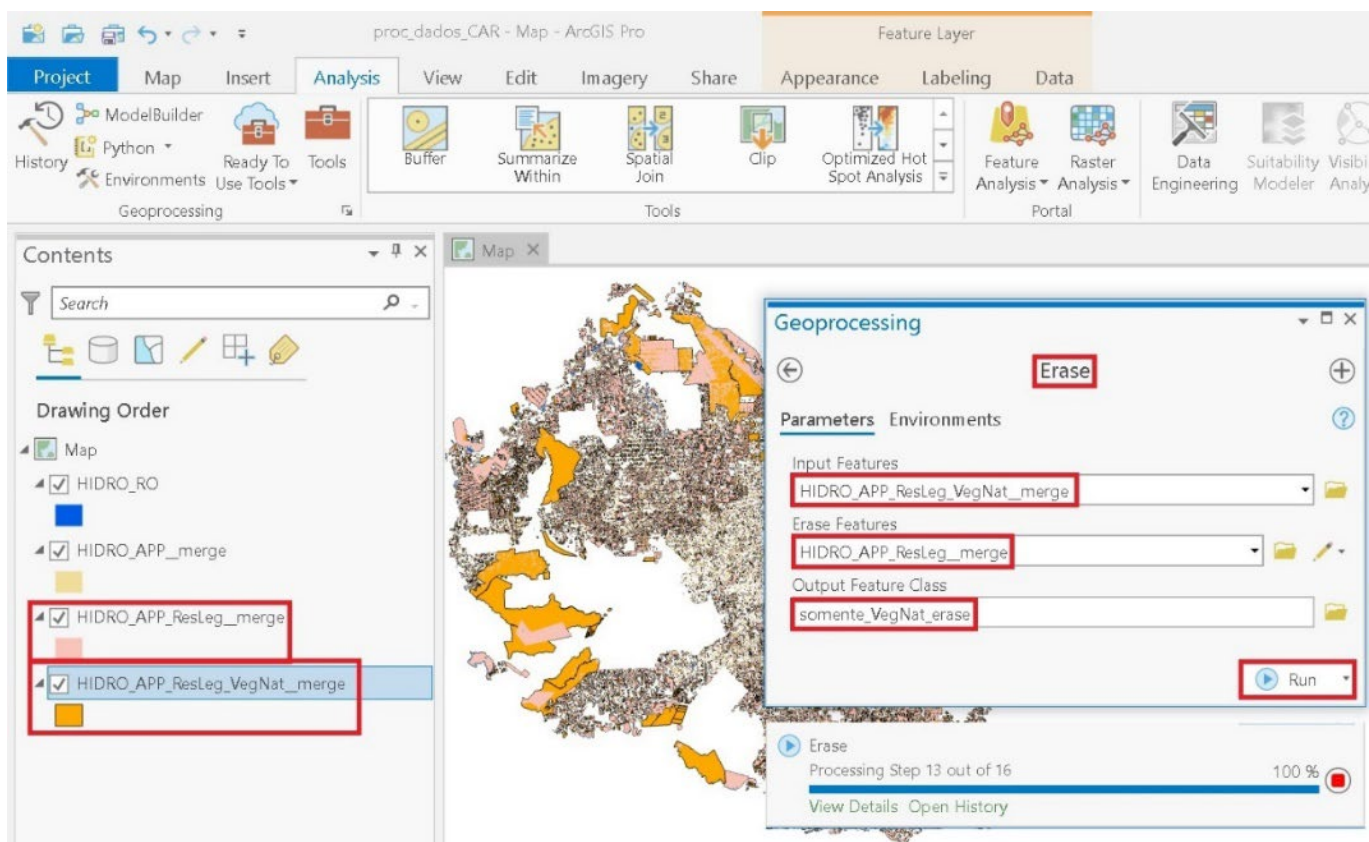 proc_dados_CAR - Map - ArcGIS Pro
Feature Layer
Project Map Insert Analysis View Edit Imagery Share Appearance Labeling Data
History
ModelBuilder
Python
Environments
Ready To
Use Tools
Tools
Geoprocessing
Buffer
Summarize
Within
Spatial
Join
Clip
Optimized Hot
Spot Analysis
Tools
Feature
Analysis
Raster
Analysis
Portal
Data
Engineering
Suitability
Modeler
Visibi
Analy
Contents
Search
Drawing Order
Map
HIDRO_RO
HIDRO_APP__merge
HIDRO_APP_ResLeg__merge
HIDRO_APP_ResLeg_VegNat__merge
Map
Geoprocessing
Erase
Parameters Environments
Input Features
HIDRO_APP_ResLeg_VegNat__merge
Erase Features
HIDRO_APP_ResLeg__merge
Output Feature Class
somente_VegNat_erase
Run
Erase
Processing Step 13 out of 16 100 %
View Details Open History